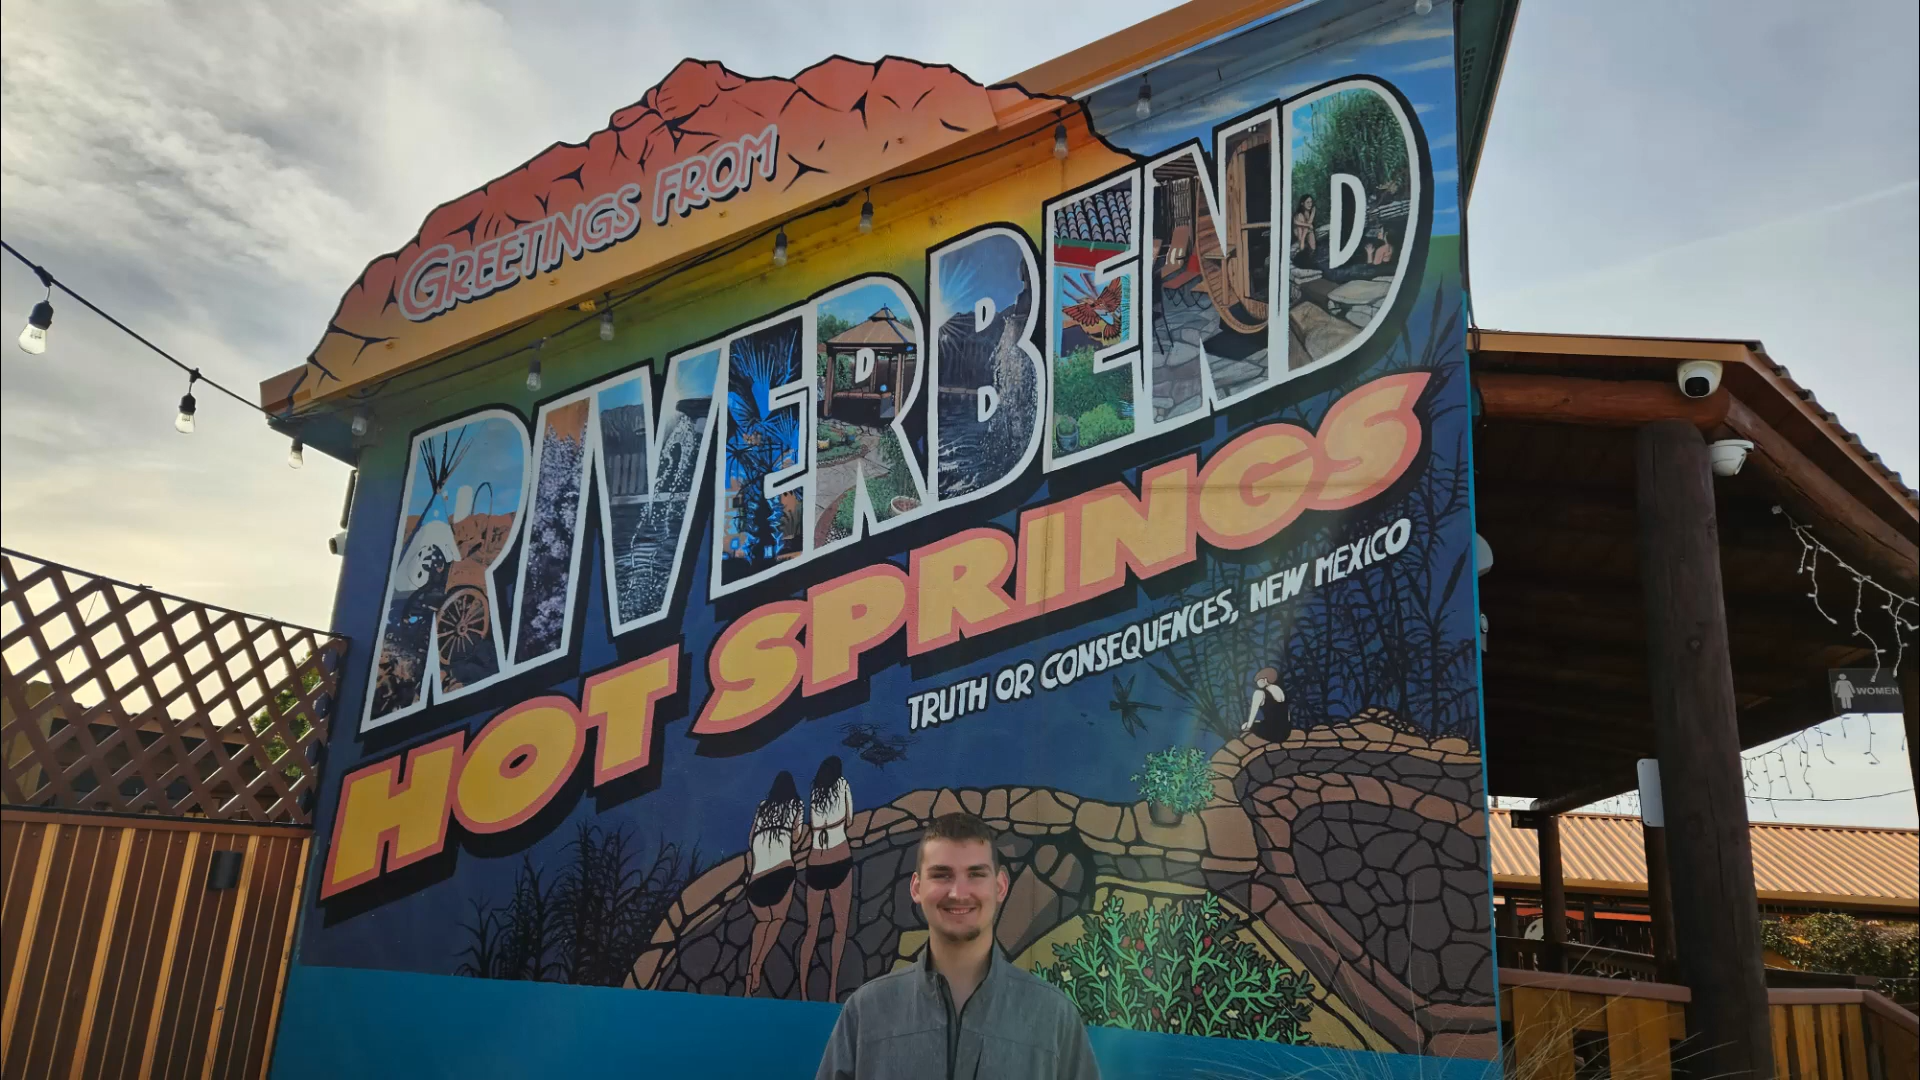 GREETINGS FROM
RIVERBEND
HOT SPRINGS
TRUTH OR CONSEQUENCES, NEW MEXICO
WOMEN